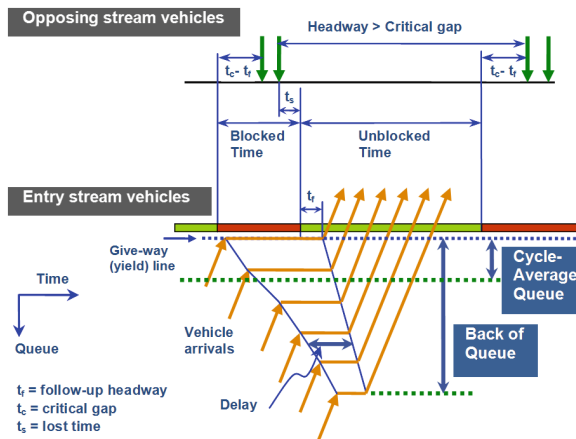 Opposing stream vehicles
Headway > Critical gap
tc- tf
tc- tf
ts
Blocked
Time
Unblocked
Time
Entry stream vehicles
tf
Give-way
(yield) line
Cycle-
Average
Queue
Time
Queue
Vehicle
arrivals
Back of
Queue
Delay
tf = follow-up headway
tc = critical gap
ts = lost time